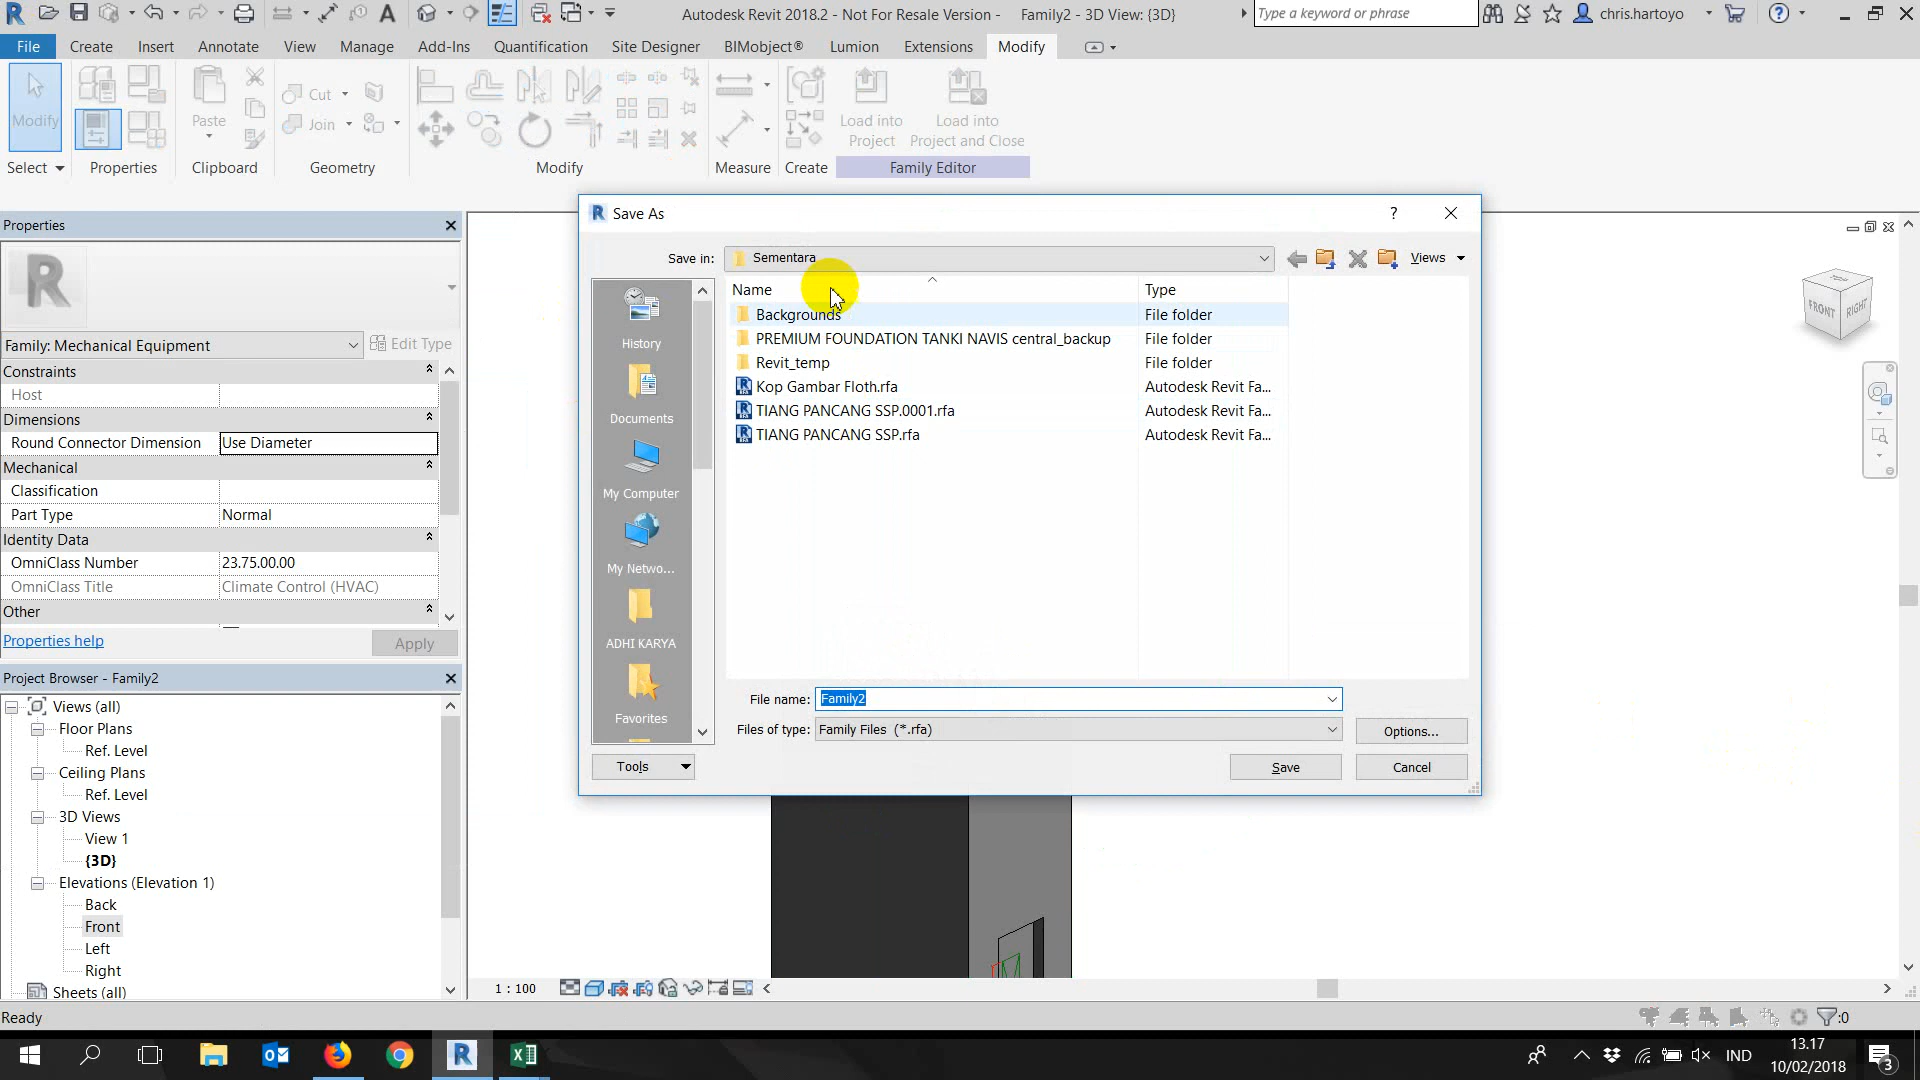 Autodesk Revit 2018.2 - Not For Resale Version - Family2 - 3D View: {3D}
Type a keyword or phrase
chris.hartoyo
File Create Insert Annotate View Manage Add-Ins Quantification Site Designer BIMobject® Lumion Extensions Modify
Modify
Paste
Cut
Join
Load into Project
Load into Project and Close
Select Properties Clipboard Geometry Modify Measure Create Family Editor
Properties
R
Family: Mechanical Equipment
Edit Type
Constraints
Host
Dimensions
Round Connector Dimension Use Diameter
Mechanical
Classification
Part Type Normal
Identity Data
OmniClass Number 23.75.00.00
OmniClass Title Climate Control (HVAC)
Other
Properties help
Apply
Project Browser - Family2
Views (all)
Floor Plans
Ref. Level
Ceiling Plans
Ref. Level
3D Views
View 1
{3D}
Elevations (Elevation 1)
Back
Front
Left
Right
Sheets (all)
Save As
Save in: Sementara
Views
Name Type
Backgrounds File folder
PREMIUM FOUNDATION TANKI NAVIS central_backup File folder
Revit_temp File folder
Kop Gambar Floth.rfa Autodesk Revit Fa...
TIANG PANCANG SSP.0001.rfa Autodesk Revit Fa...
TIANG PANCANG SSP.rfa Autodesk Revit Fa...
History
Documents
My Computer
My Netwo...
ADHI KARYA
Favorites
File name: Family2
Files of type: Family Files (*.rfa)
Options...
Tools
Save
Cancel
FRONT RIGHT
1 : 100
Ready
:0
IND
13.17
10/02/2018
3